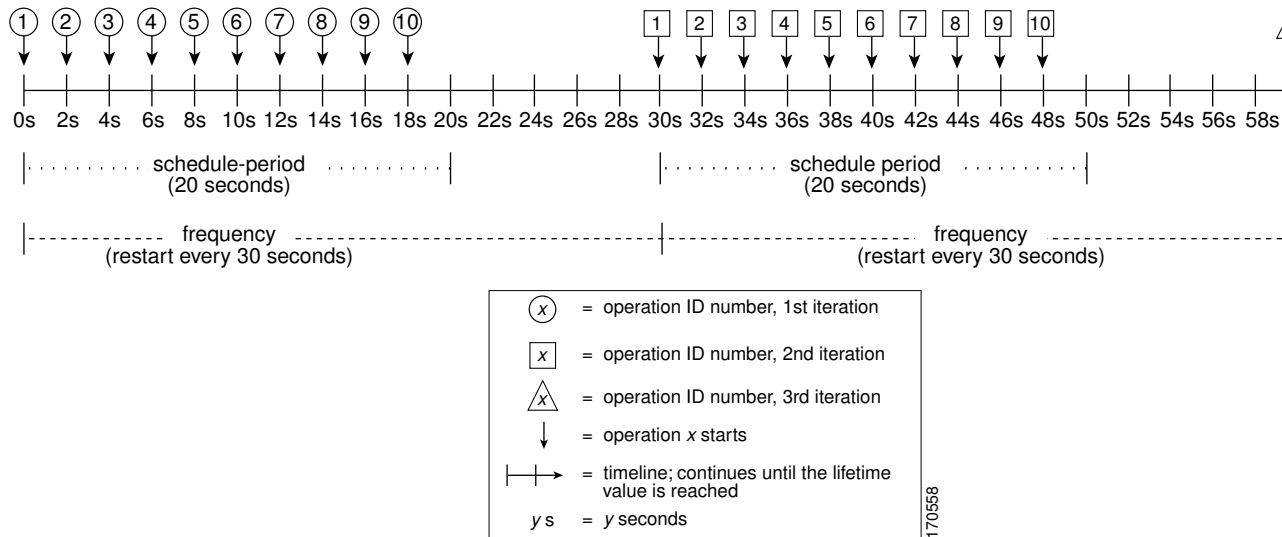 1 2 3 4 5 6 7 8 9 10 1 2 3 4 5 6 7 8 9 10
0s 2s 4s 6s 8s 10s 12s 14s 16s 18s 20s 22s 24s 26s 28s 30s 32s 34s 36s 38s 40s 42s 44s 46s 48s 50s 52s 54s 56s 58s
schedule-period schedule period
(20 seconds) (20 seconds)
frequency frequency
(restart every 30 seconds) (restart every 30 seconds)
x = operation ID number, 1st iteration
x = operation ID number, 2nd iteration
x = operation ID number, 3rd iteration
= operation x starts
= timeline; continues until the lifetime
value is reached
y s = y seconds
170558